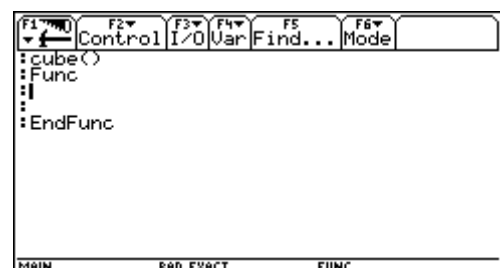 F1 F2 F3 F4 F5 F6
Control I/O Var Find... Mode
:cube()
:Func
:
:
:EndFunc
MAIN RAD EXACT FUNC